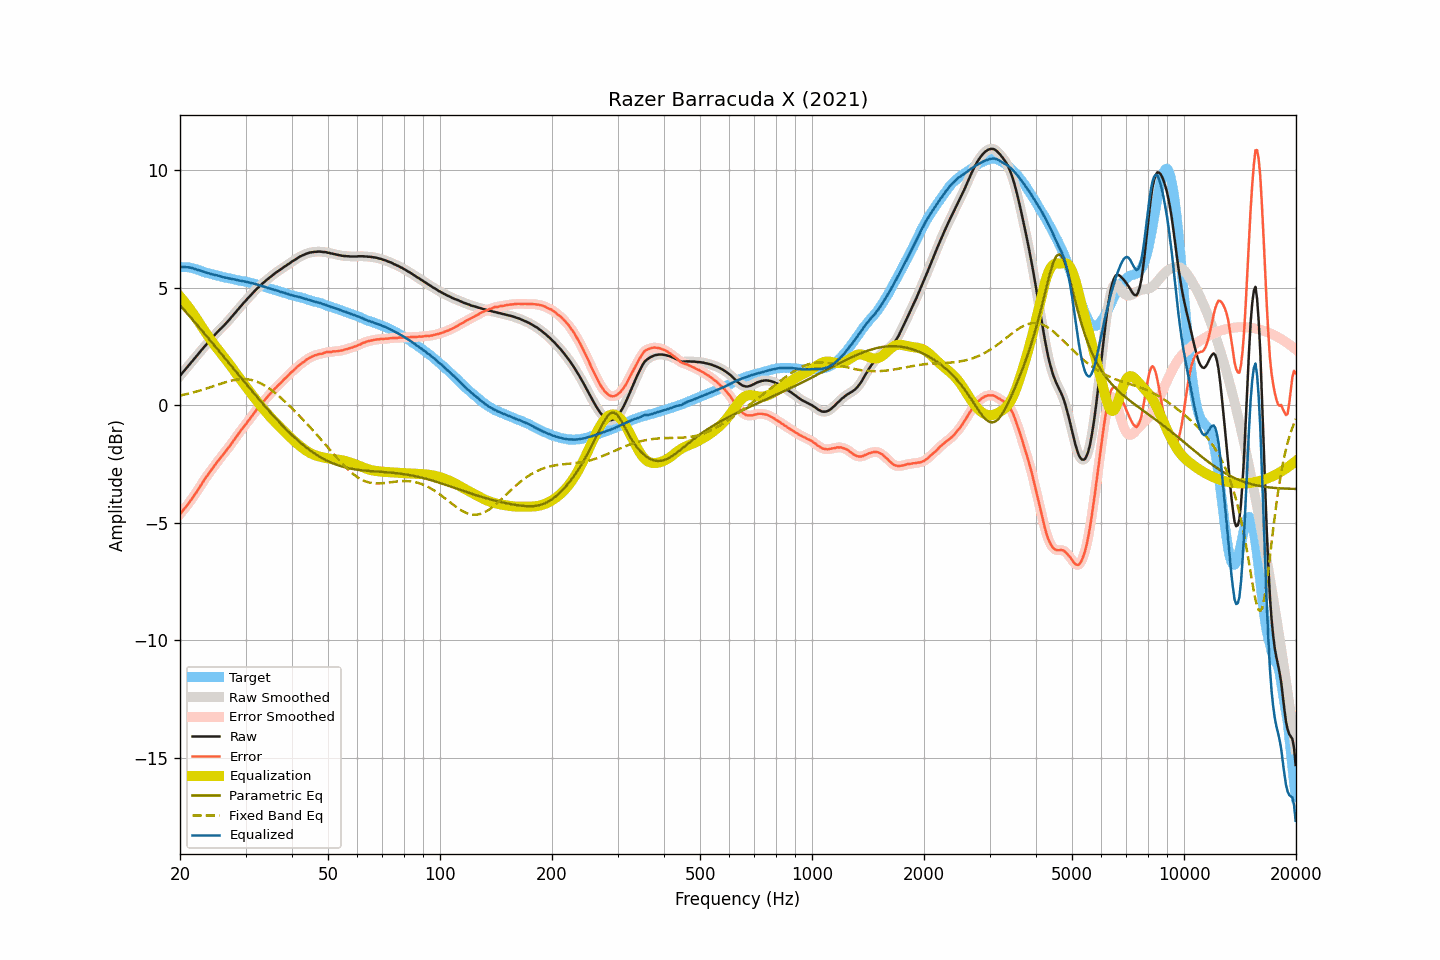 Razer Barracuda X (2021)
10
5
0
−5
−10
−15
Amplitude (dBr)
Target
Raw Smoothed
Error Smoothed
Raw
Error
Equalization
Parametric Eq
Fixed Band Eq
Equalized
20 50 100 200 500 1000 2000 5000 10000 20000
Frequency (Hz)